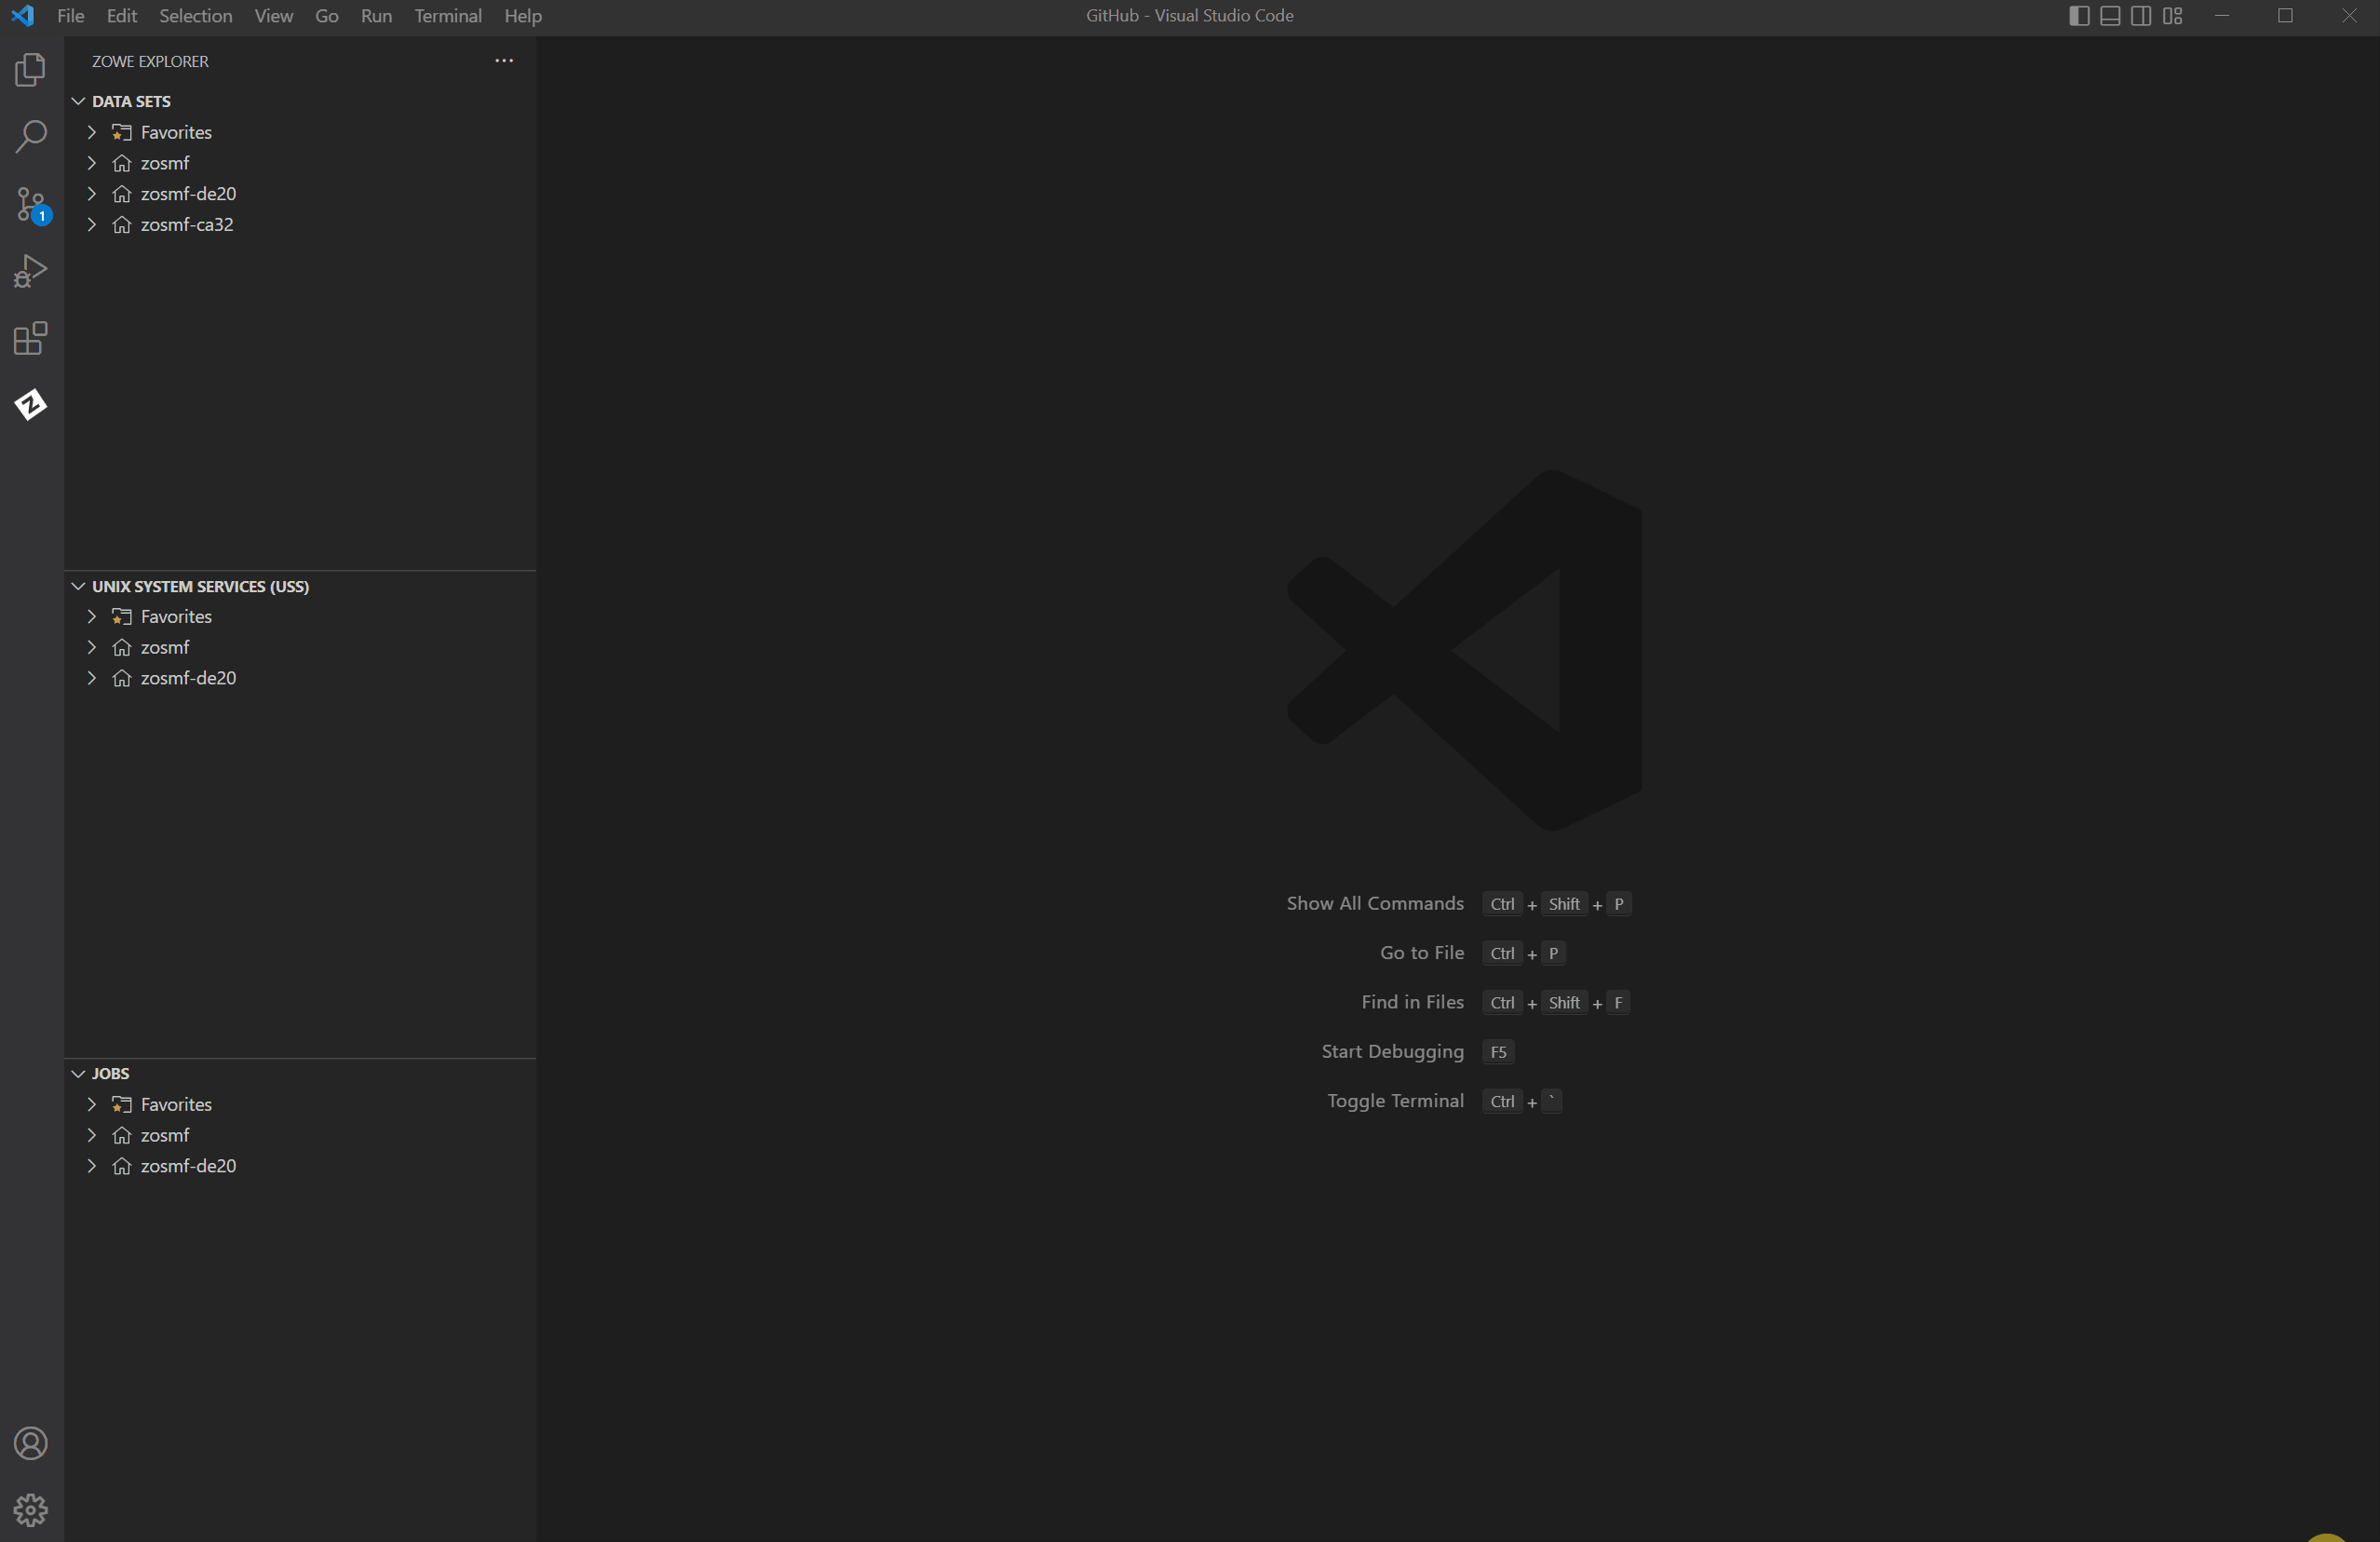 File Edit Selection View Go Run Terminal Help GitHub - Visual Studio Code
ZOWE EXPLORER
DATA SETS
Favorites
zosmf
zosmf-de20
zosmf-ca32
1
UNIX SYSTEM SERVICES (USS)
Favorites
zosmf
zosmf-de20
JOBS
Favorites
zosmf
zosmf-de20
Show All Commands Ctrl + Shift + P
Go to File Ctrl + P
Find in Files Ctrl + Shift + F
Start Debugging F5
Toggle Terminal Ctrl + `